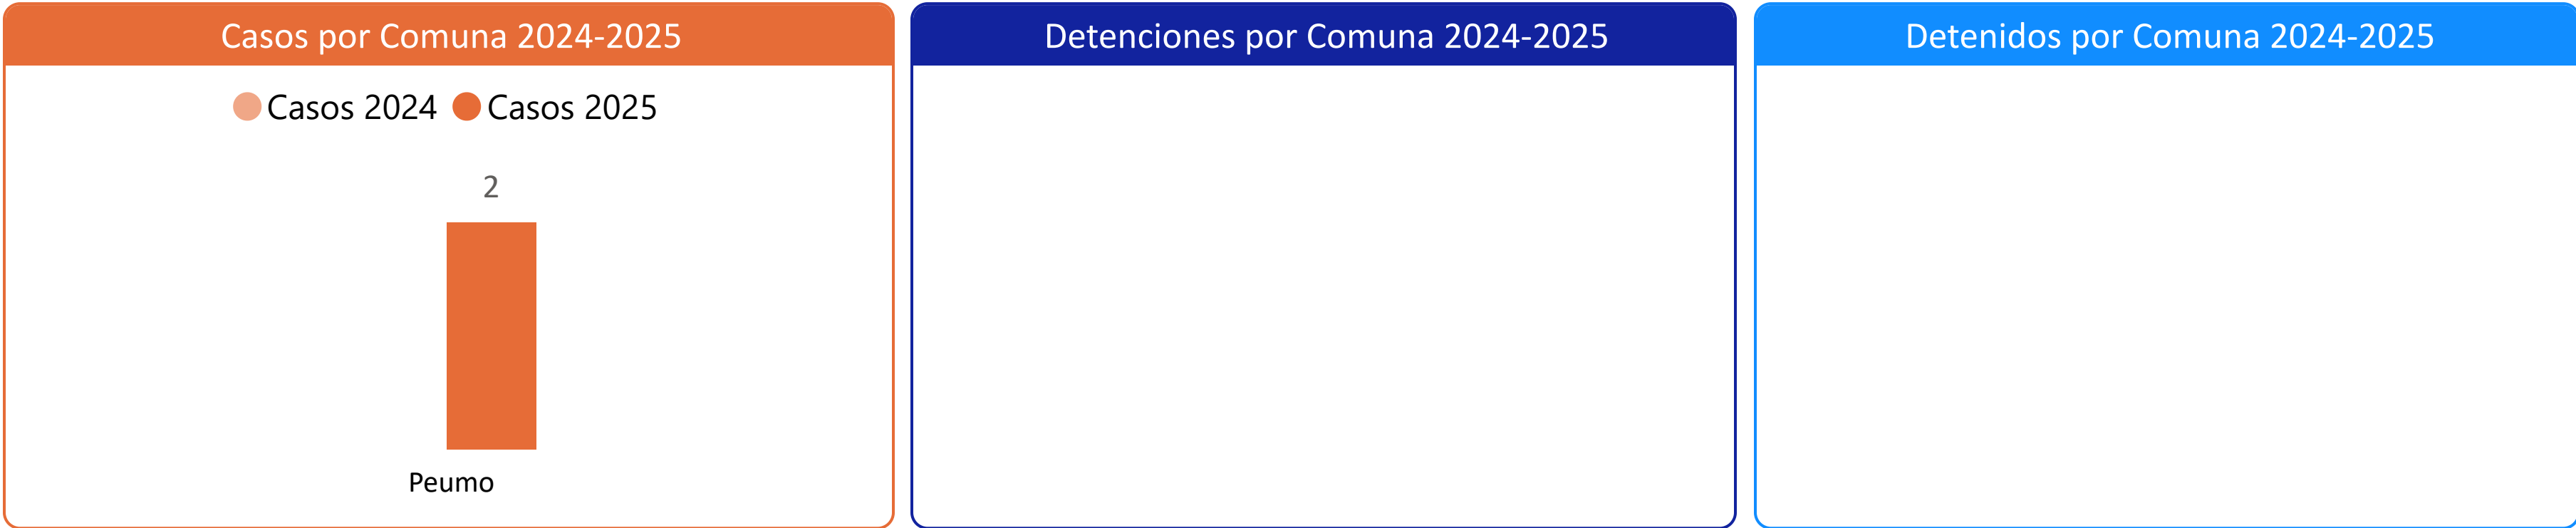 Casos por Comuna 2024-2025
Casos 2024 Casos 2025
2
Peumo
Detenciones por Comuna 2024-2025
Detenidos por Comuna 2024-2025